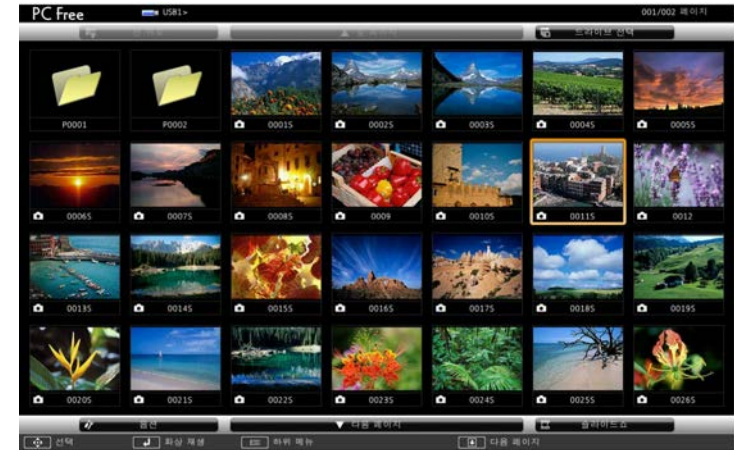 PC Free USB1> 001/002 페이지
드라이브 선택
P0001 P0002 0001S 0002S 0003S 0004S 0005S
0006S 0007S 0008S 0009 0010S 0011S 0012
0013S 0014S 0015S 0016S 0017S 0018S 0019S
0020S 0021S 0022S 0023S 0024S 0025S 0026S
옵션 다음 페이지 슬라이드쇼
선택 화상 재생 하위 메뉴 다음 페이지